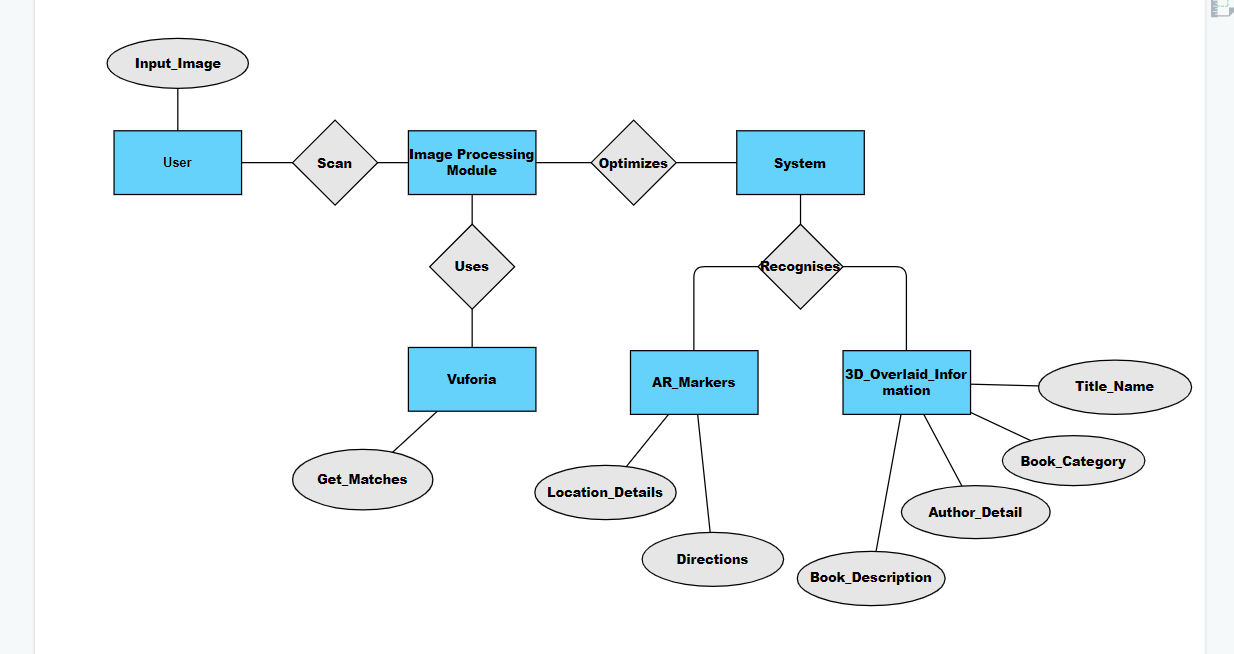 Input_Image
User
Scan
Image Processing
Module
Optimizes
System
Uses
Recognises
Vuforia
AR_Markers
3D_Overlaid_Infor
mation
Title_Name
Book_Category
Get_Matches
Location_Details
Author_Detail
Directions
Book_Description